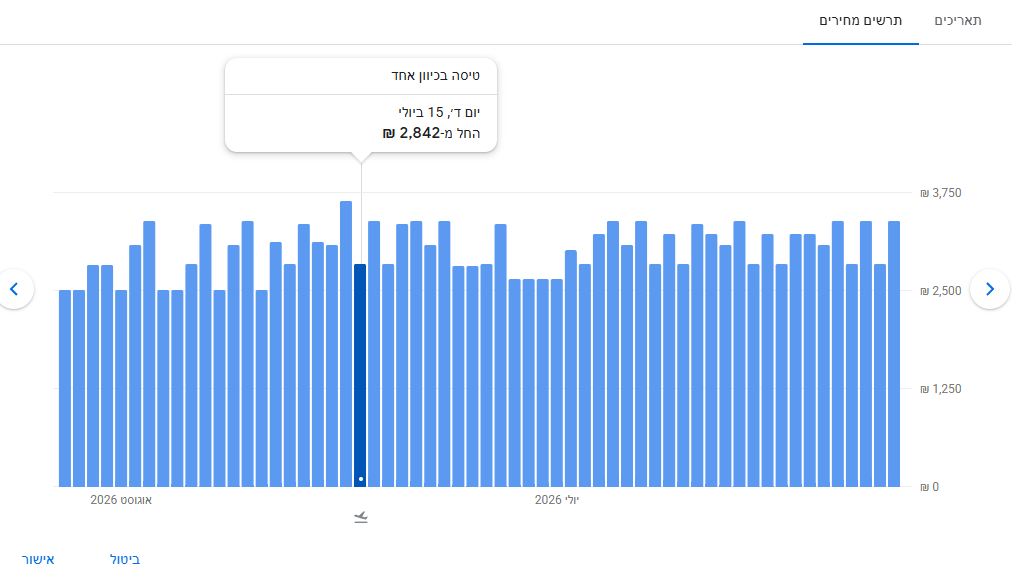 תאריכים
תרשים מחירים
טיסה בכיוון אחד
יום ד׳, 15 ביולי
החל מ-2,842 ₪
3,750 ₪
2,500 ₪
1,250 ₪
0 ₪
יולי 2026
אוגוסט 2026
ביטול
אישור